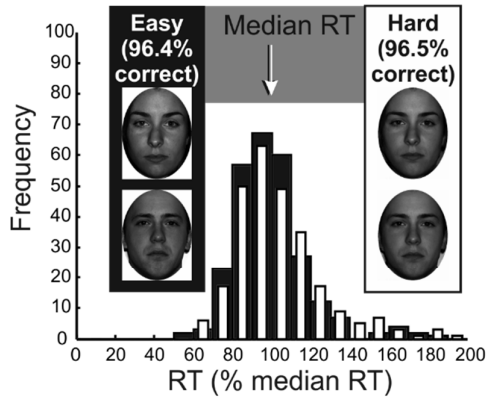 Easy
(96.4%
correct)
Median RT
Hard
(96.5%
correct)
Frequency
100
90
80
70
60
50
40
30
20
10
0
0 20 40 60 80 100 120 140 160 180 200
RT (% median RT)